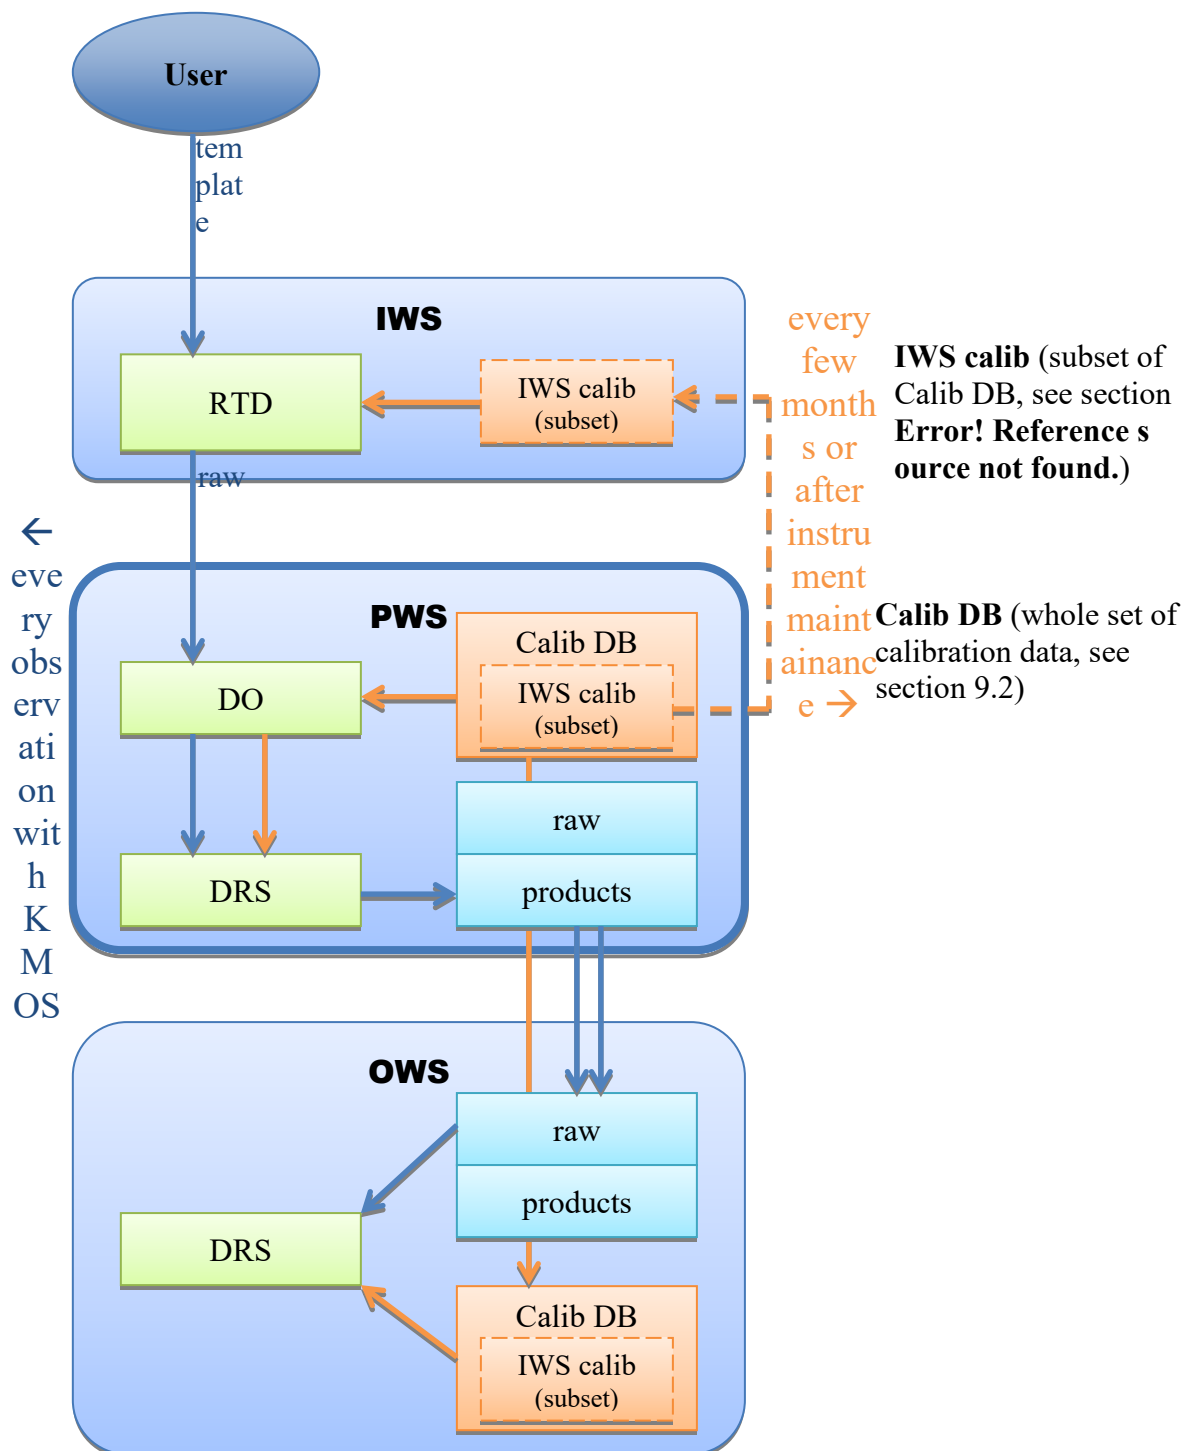 User
tem
plat
e
IWS
RTD
IWS calib
(subset)
raw
every
few
month
s or
after
instru
ment
maint
ainanc
e →
IWS calib (subset of
Calib DB, see section
Error! Reference s
ource not found.)
←
eve
ry
obs
erv
ati
on
wit
h
K
M
OS
PWS
Calib DB
IWS calib
(subset)
DO
raw
DRS
products
Calib DB (whole set of
calibration data, see
section 9.2)
OWS
raw
products
DRS
Calib DB
IWS calib
(subset)